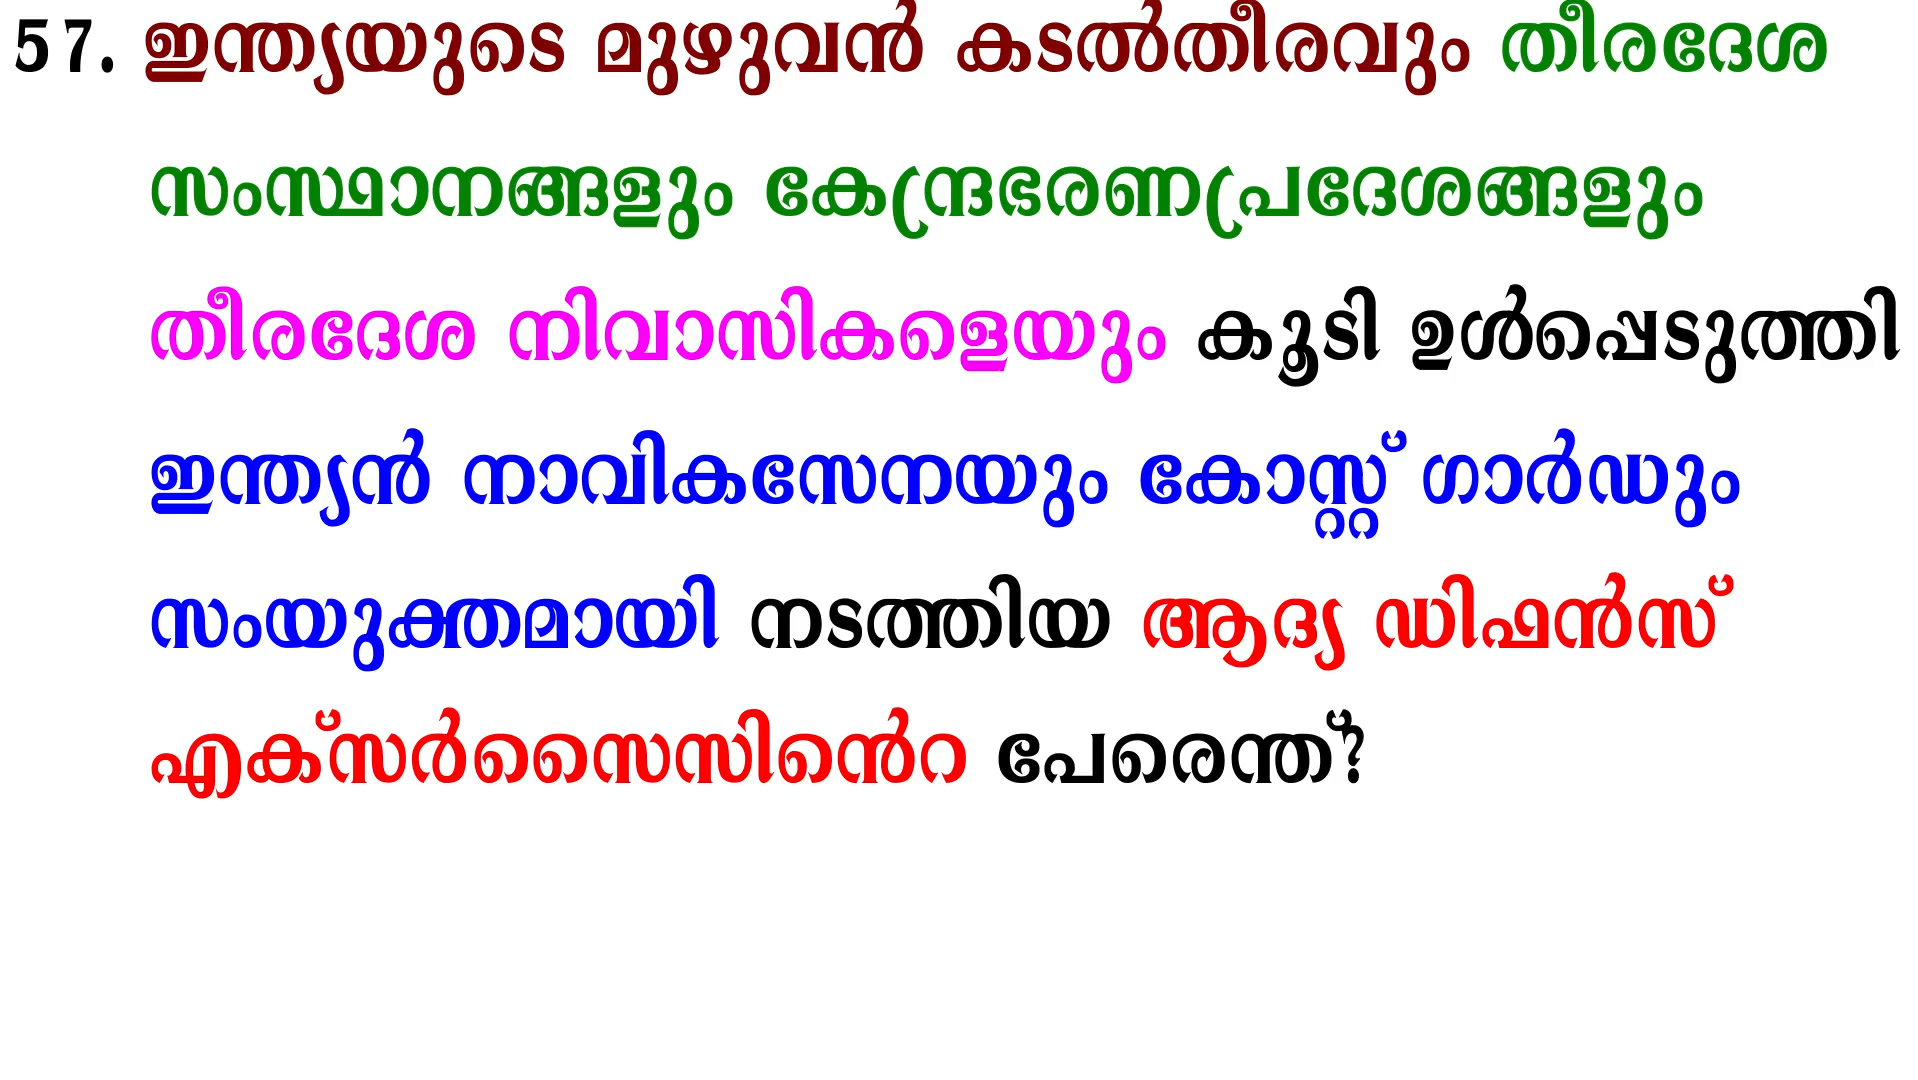 57. ഇന്ത്യയുടെ മുഴുവൻ കടൽതീരവും തീരദേശ
സംസ്ഥാനങ്ങളും കേന്ദ്രഭരണപ്രദേശങ്ങളും
തീരദേശ നിവാസികളെയും കൂടി ഉൾപ്പെടുത്തി
ഇന്ത്യൻ നാവികസേനയും കോസ്റ്റ് ഗാർഡും
സംയുക്തമായി നടത്തിയ ആദ്യ ഡിഫൻസ്
എക്സർസൈസിൻെറ പേരെന്ത്?